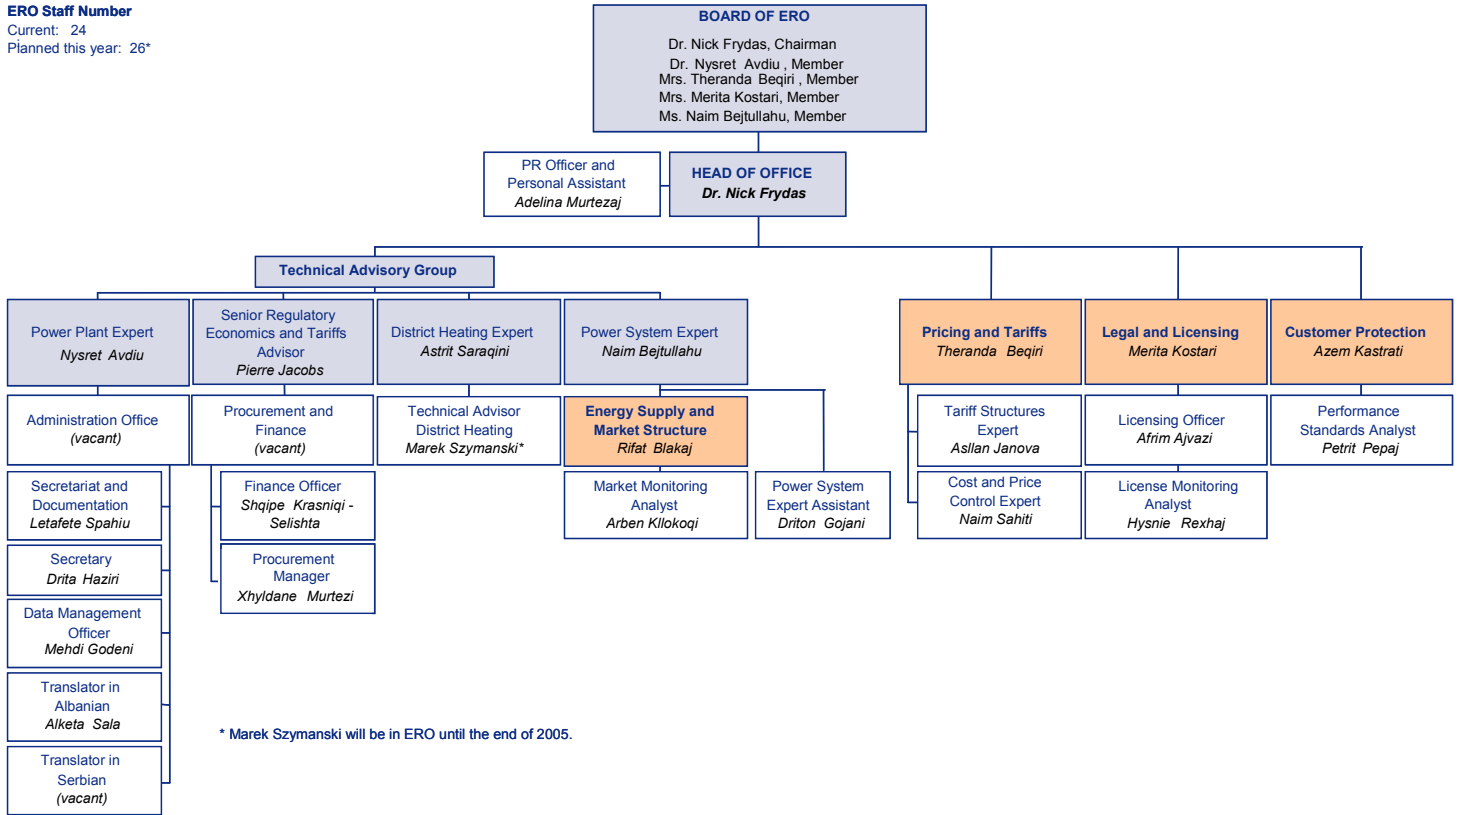 ERO Staff Number
Current: 24
Planned this year: 26*
BOARD OF ERO
Dr. Nick Frydas, Chairman
Dr. Nysret Avdiu , Member
Mrs. Theranda Beqiri , Member
Mrs. Merita Kostari, Member
Ms. Naim Bejtullahu, Member
PR Officer and
Personal Assistant
Adelina Murtezaj
HEAD OF OFFICE
Dr. Nick Frydas
Technical Advisory Group
Power Plant Expert
Nysret Avdiu
Senior Regulatory
Economics and Tariffs
Advisor
Pierre Jacobs
District Heating Expert
Astrit Saraqini
Power System Expert
Naim Bejtullahu
Pricing and Tariffs
Theranda Beqiri
Legal and Licensing
Merita Kostari
Customer Protection
Azem Kastrati
Administration Office
(vacant)
Procurement and
Finance
(vacant)
Technical Advisor
District Heating
Marek Szymanski*
Energy Supply and
Market Structure
Rifat Blakaj
Tariff Structures
Expert
Asllan Janova
Licensing Officer
Afrim Ajvazi
Performance
Standards Analyst
Petrit Pepaj
Secretariat and
Documentation
Letafete Spahiu
Finance Officer
Shqipe Krasniqi -
Selishta
Market Monitoring
Analyst
Arben Kllokoqi
Power System
Expert Assistant
Driton Gojani
Cost and Price
Control Expert
Naim Sahiti
License Monitoring
Analyst
Hysnie Rexhaj
Secretary
Drita Haziri
Procurement
Manager
Xhyldane Murtezi
Data Management
Officer
Mehdi Godeni
Translator in
Albanian
Alketa Sala
* Marek Szymanski will be in ERO until the end of 2005.
Translator in
Serbian
(vacant)